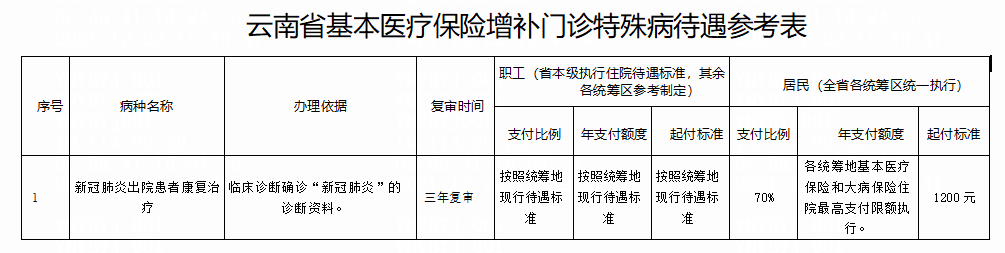 云南省基本医疗保险增补门诊特殊病待遇参考表
序号
病种名称
办理依据
复审时间
职工（省本级执行住院待遇标准，其余
各统筹区参考制定）
居民（全省各统筹区统一执行）
支付比例
年支付额度
起付标准
支付比例
年支付额度
起付标准
1
新冠肺炎出院患者康复治
疗
临床诊断确诊“新冠肺炎”的
诊断资料。
三年复审
按照统筹地
现行待遇标
准
按照统筹地
现行待遇标
准
按照统筹地
现行待遇标
准
70%
各统筹地基本医疗
保险和大病保险住
院最高支付限额执
行。
1200元